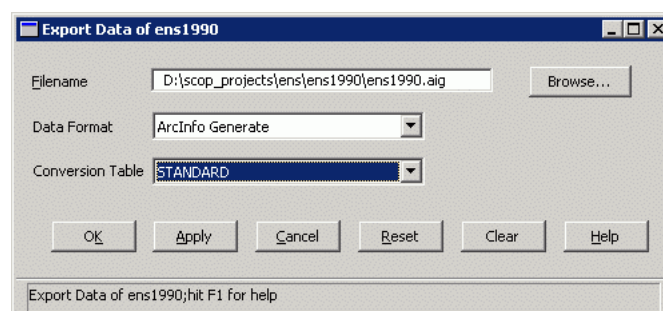 Export Data of ens1990
Filename D:\scop_projects\ens\ens1990\ens1990.aig Browse...
Data Format ArcInfo Generate
Conversion Table STANDARD
OK Apply Cancel Reset Clear Help
Export Data of ens1990;hit F1 for help